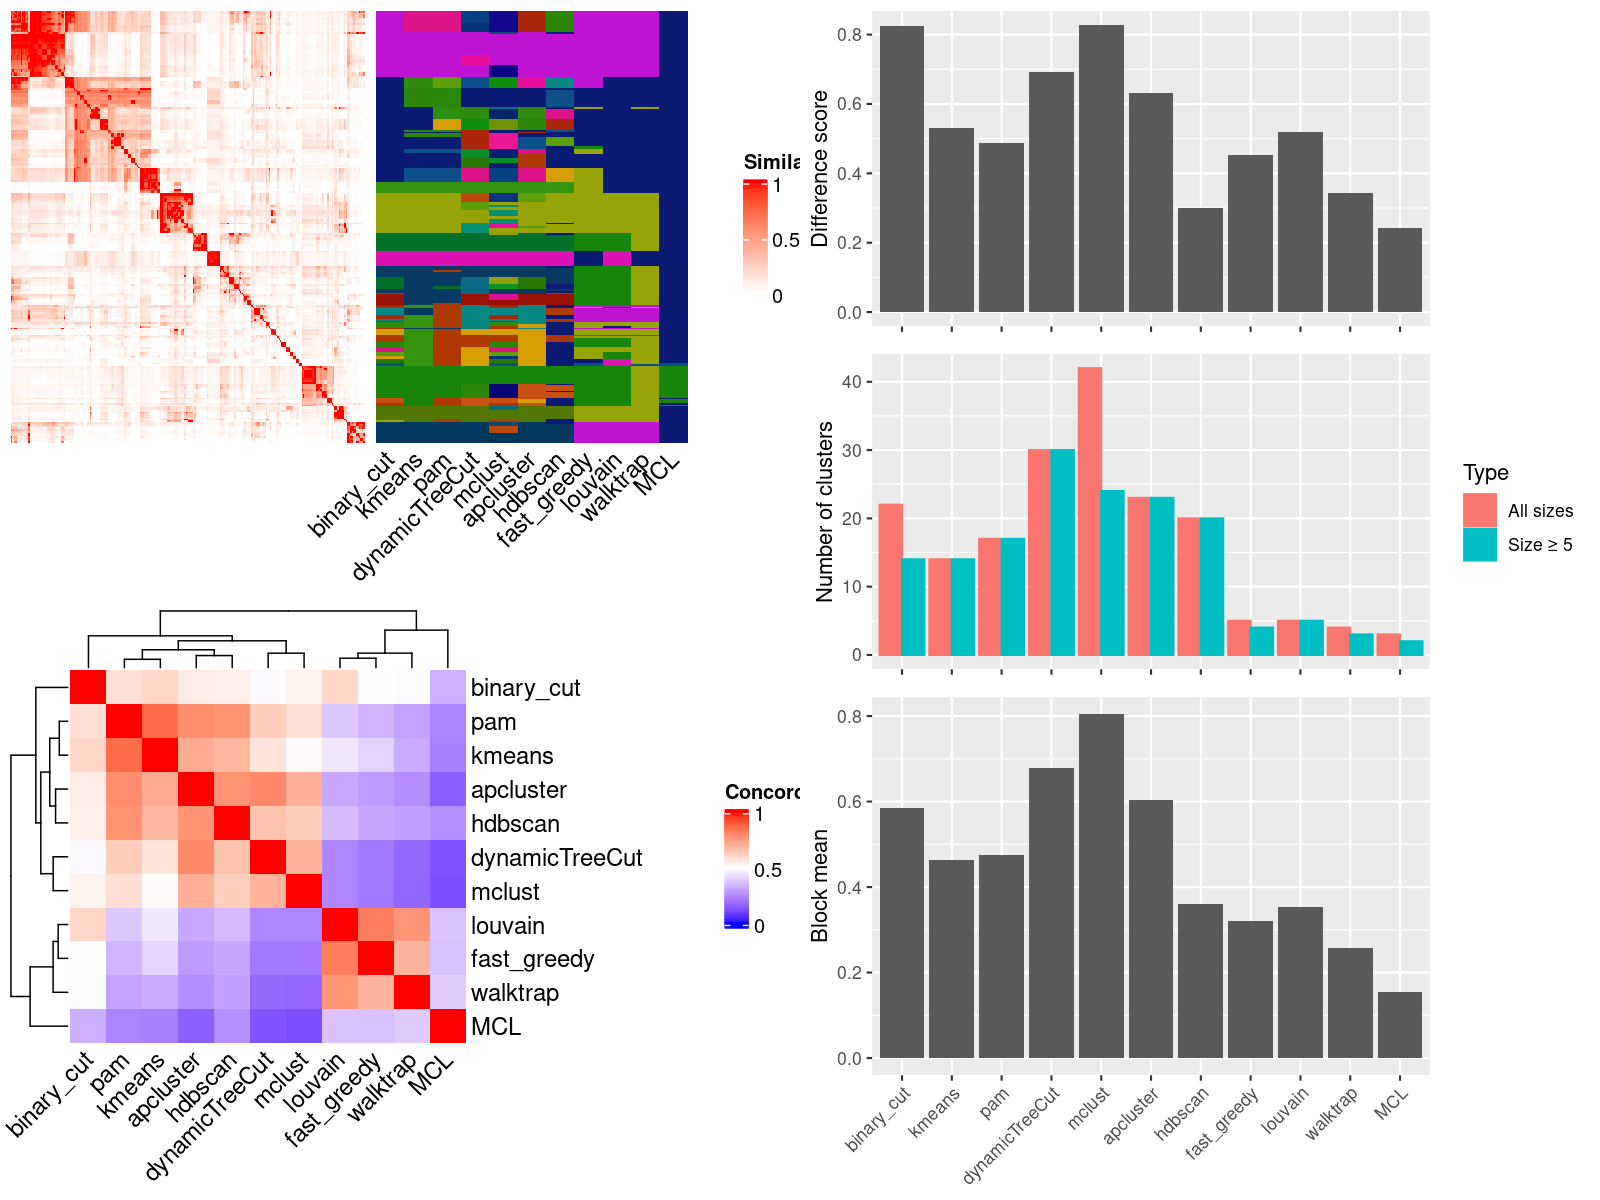 Simila
1
0.5
0
binary_cut
kmeans
pam
dynamicTreeCut
mclust
apcluster
hdbscan
fast_greedy
louvain
walktrap
MCL
binary_cut
pam
kmeans
apcluster
hdbscan
dynamicTreeCut
mclust
louvain
fast_greedy
walktrap
MCL
binary_cut
pam
kmeans
apcluster
hdbscan
dynamicTreeCut
mclust
louvain
fast_greedy
walktrap
MCL
Concord
1
0.5
0
Difference score
0.8
0.6
0.4
0.2
0.0
Number of clusters
40
30
20
10
0
Type
All sizes
Size ≥ 5
Block mean
0.8
0.6
0.4
0.2
0.0
binary_cut
kmeans
pam
dynamicTreeCut
mclust
apcluster
hdbscan
fast_greedy
louvain
walktrap
MCL